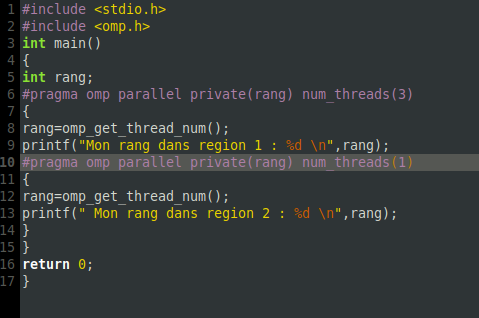 1 #include <stdio.h>
2 #include <omp.h>
3 int main()
4 {
5 int rang;
6 #pragma omp parallel private(rang) num_threads(3)
7 {
8 rang=omp_get_thread_num();
9 printf("Mon rang dans region 1 : %d \n",rang);
10 #pragma omp parallel private(rang) num_threads(1)
11 {
12 rang=omp_get_thread_num();
13 printf(" Mon rang dans region 2 : %d \n",rang);
14 }
15 }
16 return 0;
17 }